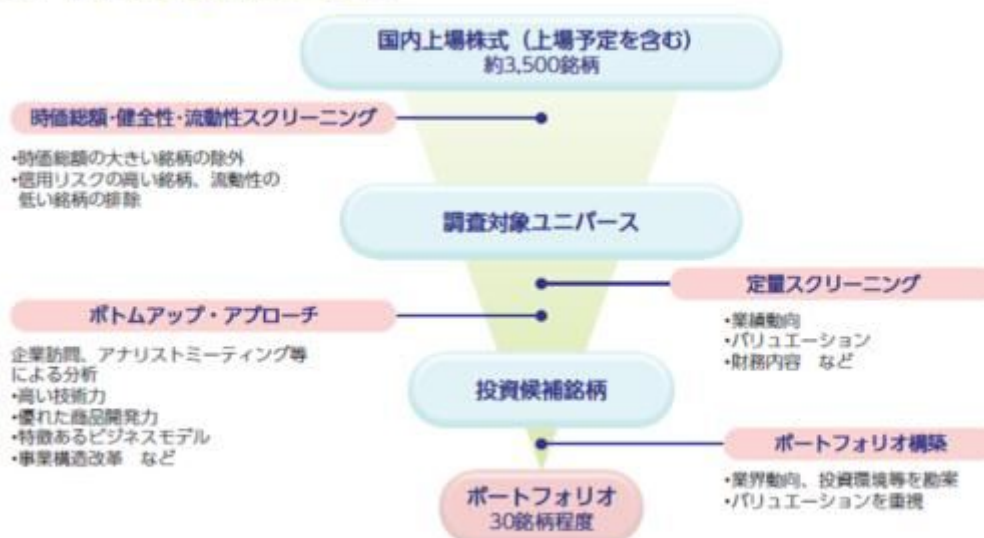 国内上場株式（上場予定を含む）
約3,500銘柄
時価総額･健全性･流動性スクリーニング
•時価総額の大きい銘柄の除外
•信用リスクの高い銘柄、流動性の
低い銘柄の排除
調査対象ユニバース
定量スクリーニング
•業績動向
•バリュエーション
•財務内容　など
ボトムアップ・アプローチ
企業訪問、アナリストミーティング等
による分析
•高い技術力
•優れた商品開発力
•特徴あるビジネスモデル
•事業構造改革　など
投資候補銘柄
ポートフォリオ構築
•業界動向、投資環境等を勘案
•バリュエーションを重視
ポートフォリオ
30銘柄程度